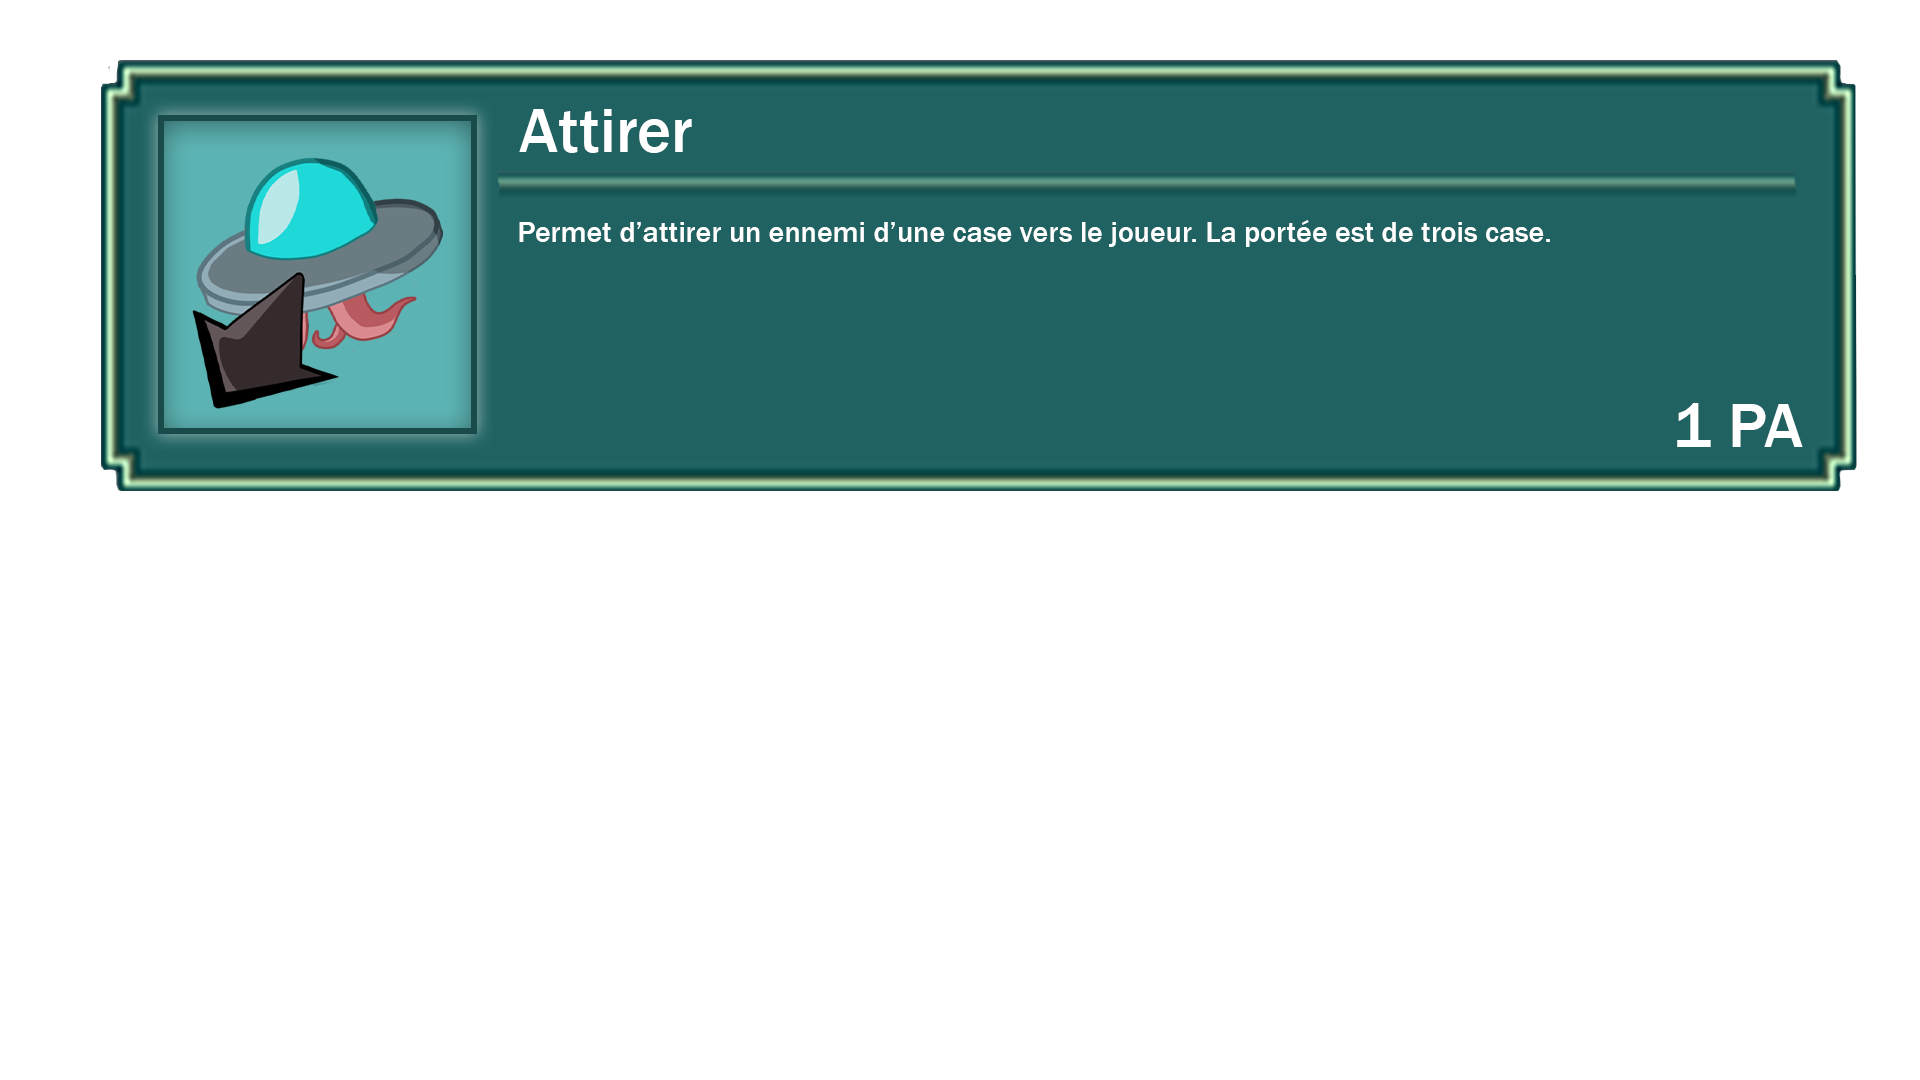 Attirer
Permet d’attirer un ennemi d’une case vers le joueur. La portée est de trois case.
1 PA